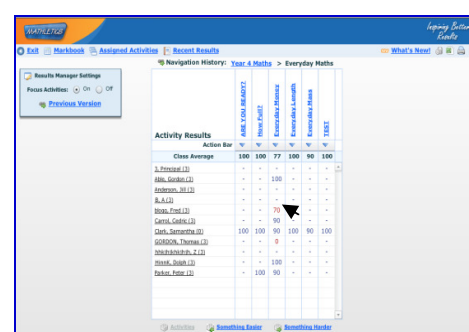 MATHLETICS
Inspiring Better Results
Exit Markbook Assigned Activities Recent Results What's New!
Navigation History: Year 4 Maths > Everyday Maths
Results Manager Settings
Focus Activities: On Off
Previous Version
ARE YOU READY?
How Full?
Everyday Money
Everyday Length
Everyday Mass
TEST
Activity Results
Action Bar
Class Average 100 100 77 100 90 100
3, Principal (3) - - - - - -
Able, Gordon (3) - - 100 - - -
Anderson, Jill (3) - - - - - -
B, A (3) - - - - - -
bloggs, Fred (3) - - 70 - - -
Carrol, Cedric (3) - - 90 - - -
Clark, Samantha (0) 100 100 90 100 90 100
GORDON, Thomas (3) - - 0 - - -
(3) - - - - - -
Ralph (3) - - 100 - - -
Parker, Peter (3) - 100 90 - - -
Activities Something Easier Something Harder